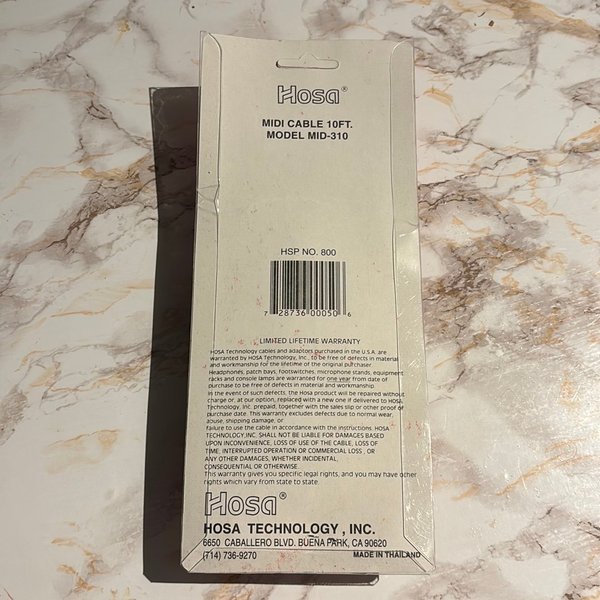 Hosa®
MIDI CABLE 10FT.
MODEL MID-310
HSP NO. 800
7 28736 00050 6
LIMITED LIFETIME WARRANTY
HOSA Technology cables and adaptors purchased in the U.S.A. are
warranted by HOSA Technology, Inc., to be free of defects in material
and workmanship for the lifetime of the original purchaser.
Headphones, patch bays, footswitches, microphone stands, equipment
racks and console lamps are warranted for one year from date of
purchase to be free of defects in material and workmanship.
In the event of such defects, the Hosa product will be repaired without
charge or, at our option, replaced with a new one if delivered to HOSA
Technology, Inc. prepaid, together with the sales slip or other proof of
purchase date. This warranty excludes defects due to normal wear,
abuse, shipping damage, or
failure to use the cable in accordance with the instructions. HOSA
TECHNOLOGY,INC. SHALL NOT BE LIABLE FOR DAMAGES BASED
UPON INCONVENIENCE, LOSS OF USE OF THE CABLE, LOSS OF
TIME, INTERRUPTED OPERATION OR COMMERCIAL LOSS , OR
ANY OTHER DAMAGES, WHETHER INCIDENTAL,
CONSEQUENTIAL OR OTHERWISE.
This warranty gives you specific legal rights, and you may have other
rights which vary from state to state.
Hosa®
HOSA TECHNOLOGY , INC.
6650 CABALLERO BLVD. BUENA PARK, CA 90620
(714) 736-9270
MADE IN THAILAND